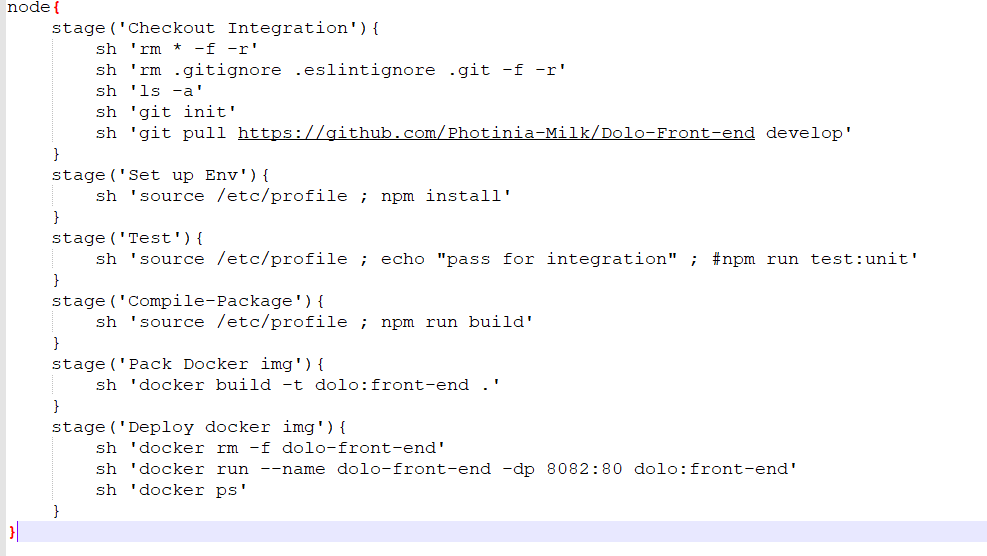 node{
    stage('Checkout Integration'){
        sh 'rm * -f -r'
        sh 'rm .gitignore .eslintignore .git -f -r'
        sh 'ls -a'
        sh 'git init'
        sh 'git pull https://github.com/Photinia-Milk/Dolo-Front-end develop'
    }
    stage('Set up Env'){
        sh 'source /etc/profile ; npm install'
    }
    stage('Test'){
        sh 'source /etc/profile ; echo "pass for integration" ; #npm run test:unit'
    }
    stage('Compile-Package'){
        sh 'source /etc/profile ; npm run build'
    }
    stage('Pack Docker img'){
        sh 'docker build -t dolo:front-end .'
    }
    stage('Deploy docker img'){
        sh 'docker rm -f dolo-front-end'
        sh 'docker run --name dolo-front-end -dp 8082:80 dolo:front-end'
        sh 'docker ps'
    }
}